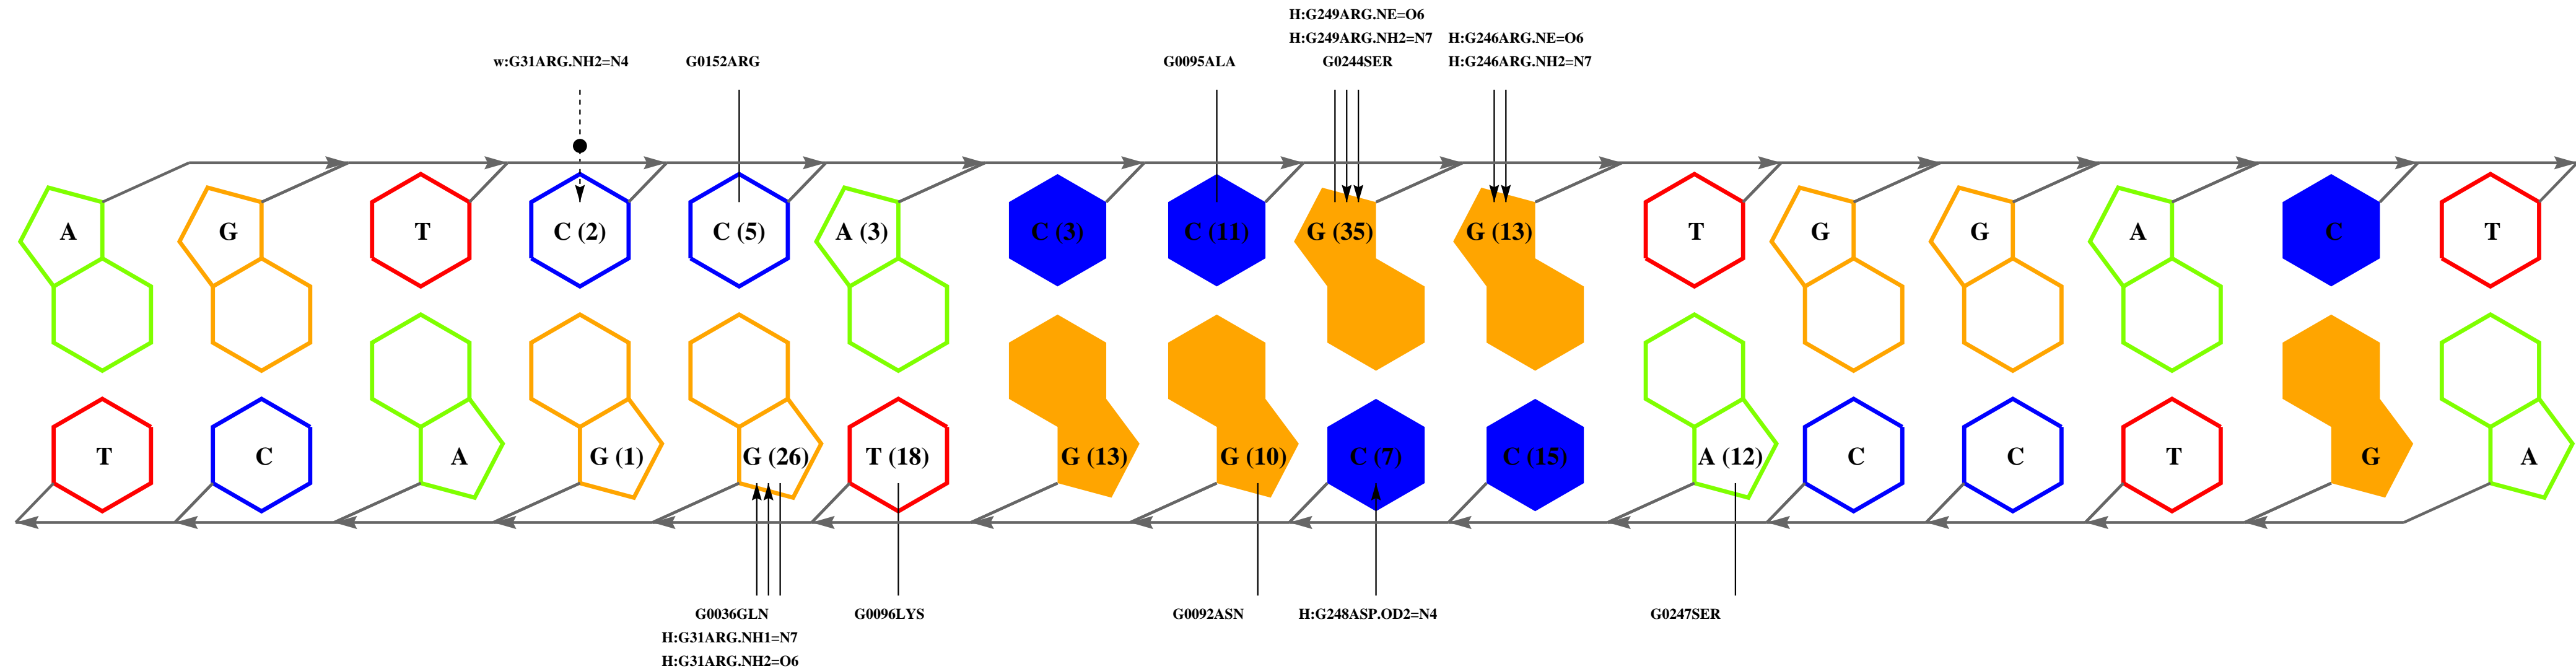 H:G249ARG.NE=O6
H:G249ARG.NH2=N7 H:G246ARG.NE=O6
w:G31ARG.NH2=N4 G0152ARG G0095ALA G0244SER H:G246ARG.NH2=N7
A G T C (2) C (5) A (3) C (3) C (11) G (35) G (13) T G G A C T
T C A G (1) G (26) T (18) G (13) G (10) C (7) C (15) A (12) C C T G A
G0036GLN G0096LYS G0092ASN H:G248ASP.OD2=N4 G0247SER
H:G31ARG.NH1=N7
H:G31ARG.NH2=O6